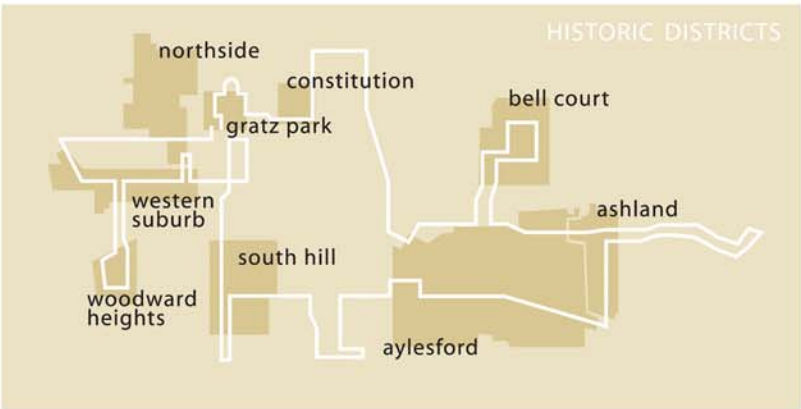 HISTORIC DISTRICTS
northside
constitution
bell court
gratz park
western
suburb
ashland
south hill
woodward
heights
aylesford